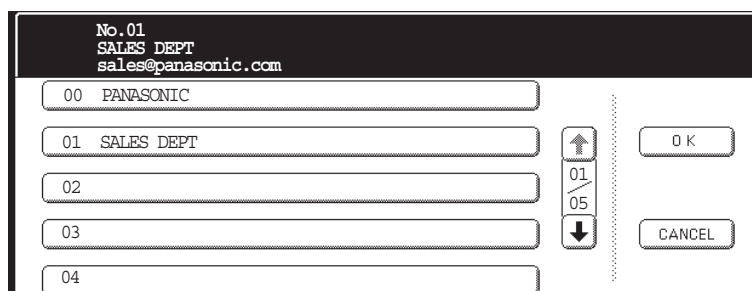 No.01
SALES DEPT
sales@panasonic.com
00 PANASONIC
01 SALES DEPT
02
03
04
01
05
OK
CANCEL